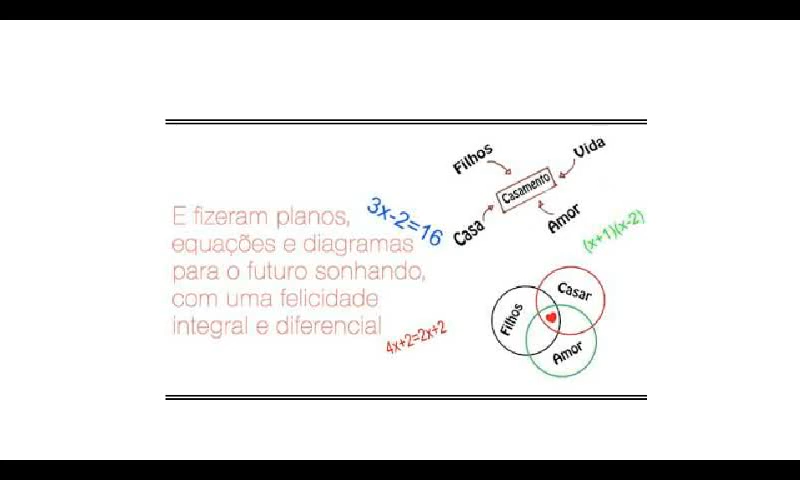 E fizeram planos,
equações e diagramas
para o futuro sonhando,
com uma felicidade
integral e diferencial
3x-2=16
4x+2=2x+2
Filhos
Vida
Casamento
Casa
Amor
(x+1)(x-2)
Filhos
Casar
Amor